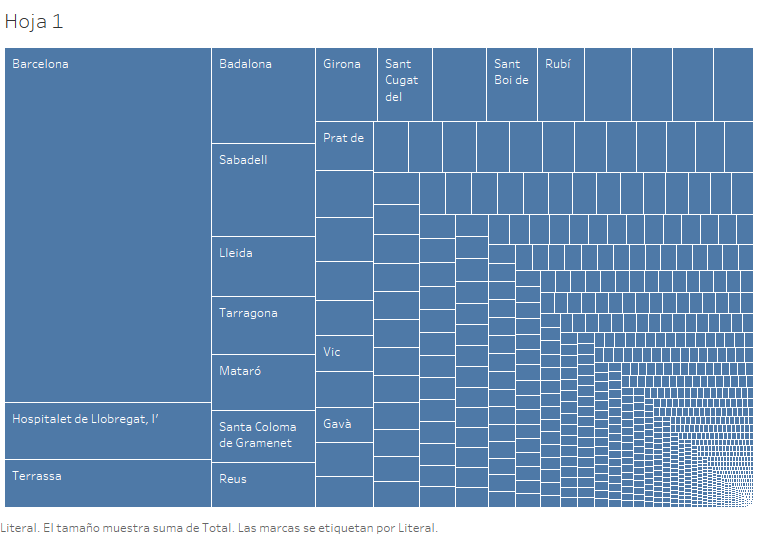 Hoja 1
Barcelona
Badalona
Girona
Sant
Cugat
del
Sant
Boi de
Rubí
Prat de
Sabadell
Lleida
Tarragona
Vic
Mataró
Hospitalet de Llobregat, l’
Santa Coloma
de Gramenet
Gavà
Terrassa
Reus
Literal. El tamaño muestra suma de Total. Las marcas se etiquetan por Literal.